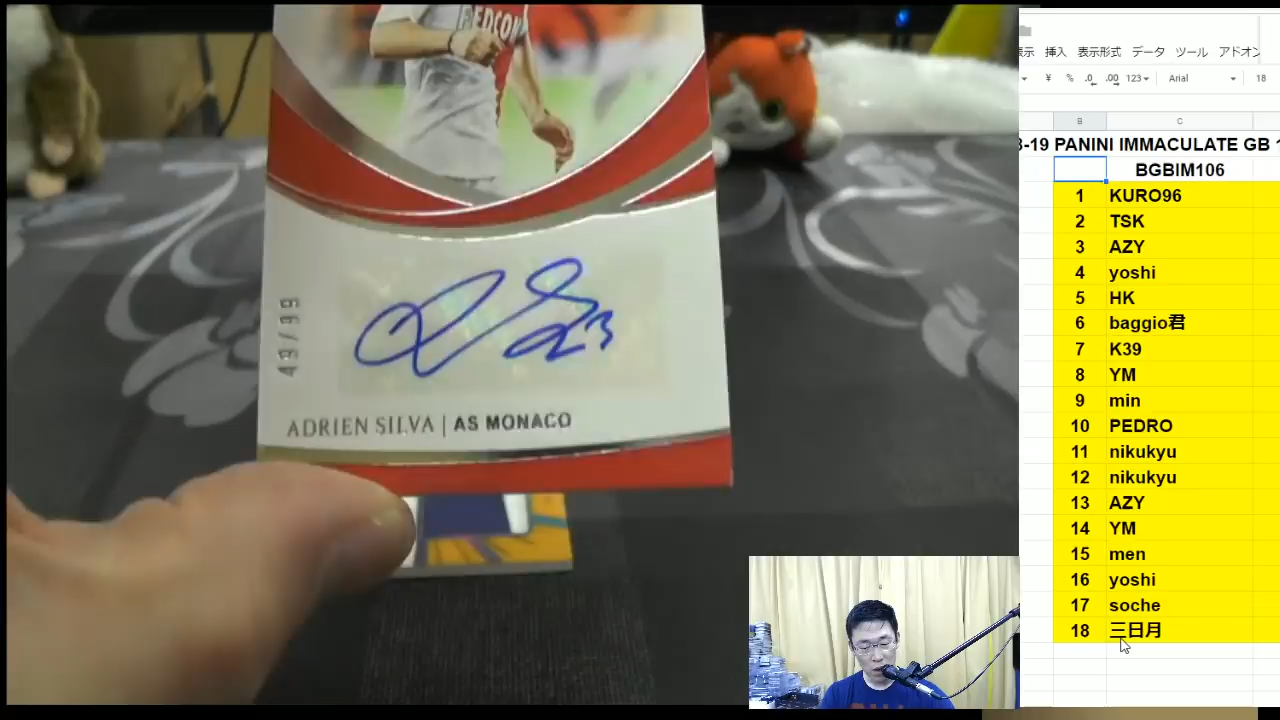 49/99
ADRIEN SILVA | AS MONACO
挿入 表示形式 データ ツール アドオン
¥ % .0 .00 123 Arial 18
B C
-19 PANINI IMMACULATE GB
BGBIM106
1 KURO96
2 TSK
3 AZY
4 yoshi
5 HK
6 baggio君
7 K39
8 YM
9 min
10 PEDRO
11 nikukyu
12 nikukyu
13 AZY
14 YM
15 men
16 yoshi
17 soche
18 三日月